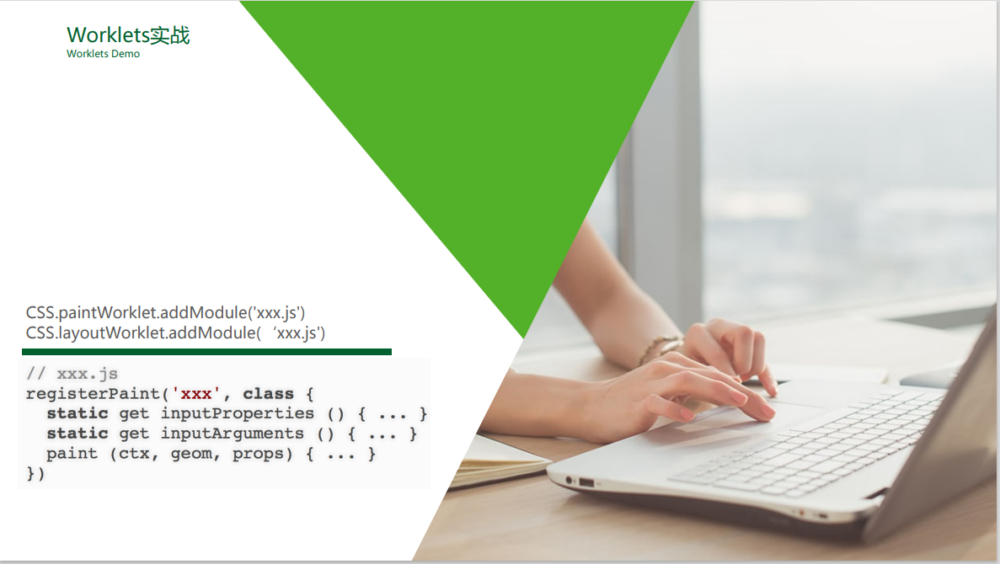 Worklets实战
Worklets Demo
CSS.paintWorklet.addModule('xxx.js')
CSS.layoutWorklet.addModule(‘xxx.js')
// xxx.js
registerPaint('xxx', class {
  static get inputProperties () { ... }
  static get inputArguments () { ... }
  paint (ctx, geom, props) { ... }
})